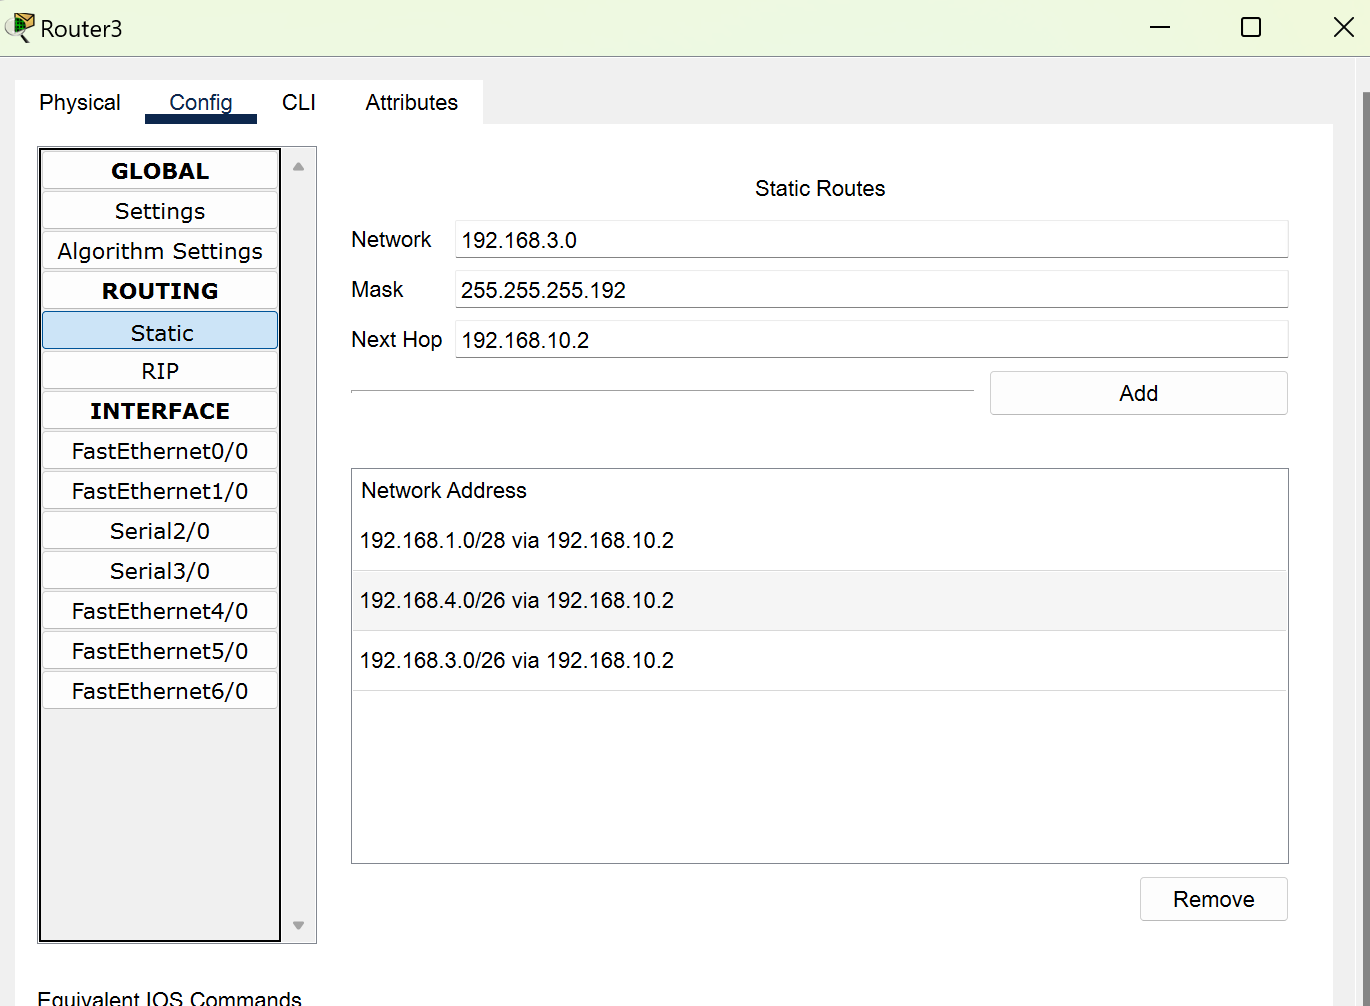 Router3
Physical Config CLI Attributes
GLOBAL
Settings
Algorithm Settings
ROUTING
Static
RIP
INTERFACE
FastEthernet0/0
FastEthernet1/0
Serial2/0
Serial3/0
FastEthernet4/0
FastEthernet5/0
FastEthernet6/0
Static Routes
Network 192.168.3.0
Mask 255.255.255.192
Next Hop 192.168.10.2
Add
Network Address
192.168.1.0/28 via 192.168.10.2
192.168.4.0/26 via 192.168.10.2
192.168.3.0/26 via 192.168.10.2
Remove
Equivalent IOS Commands